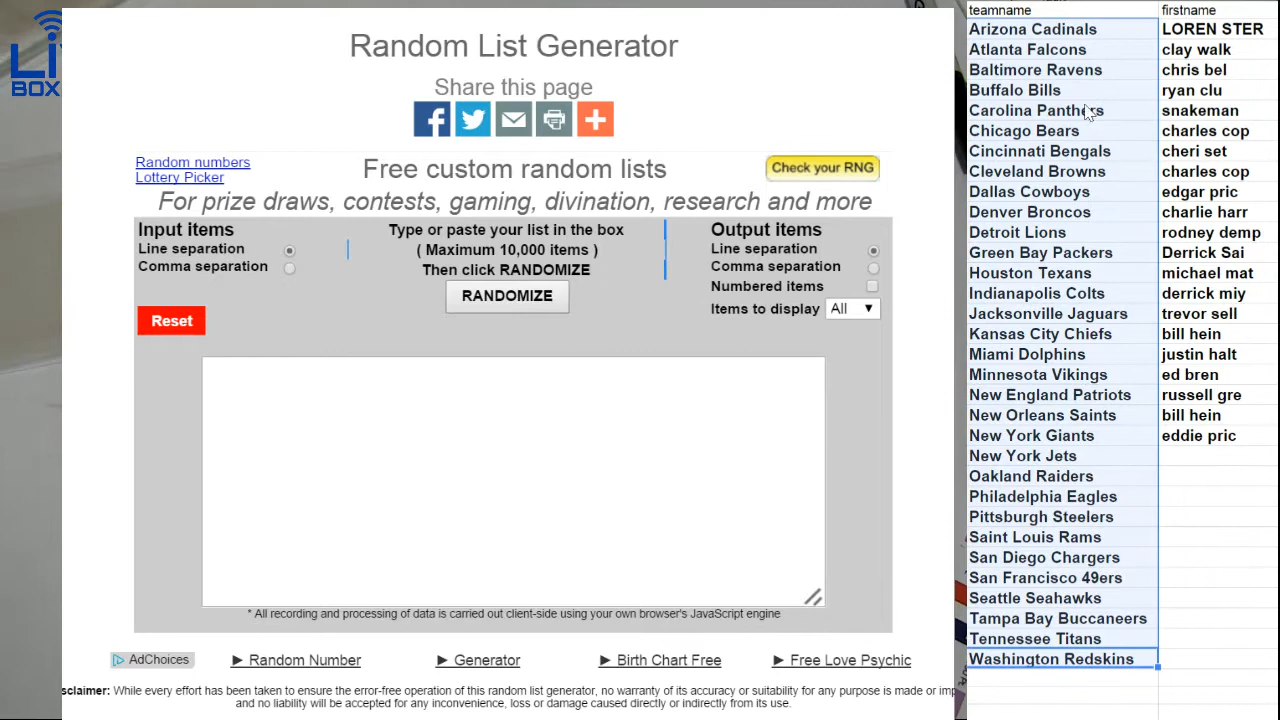 Random List Generator
Share this page
Random numbers
Lottery Picker
Free custom random lists
Check your RNG
For prize draws, contests, gaming, divination, research and more
Input items
Line separation
Comma separation
Reset
Type or paste your list in the box
( Maximum 10,000 items )
Then click RANDOMIZE
RANDOMIZE
Output items
Line separation
Comma separation
Numbered items
Items to display All
* All recording and processing of data is carried out client-side using your own browser's JavaScript engine
AdChoices
► Random Number
► Generator
► Birth Chart Free
► Free Love Psychic
sclaimer: While every effort has been taken to ensure the error-free operation of this random list generator, no warranty of its accuracy or suitability for any purpose is made or imp
and no liability will be accepted for any inconvenience, loss or damage caused directly or indirectly from its use.
BOX
teamname firstname
Arizona Cadinals LOREN STER
Atlanta Falcons clay walk
Baltimore Ravens chris bel
Buffalo Bills ryan clu
Carolina Panthers snakeman
Chicago Bears charles cop
Cincinnati Bengals cheri set
Cleveland Browns charles cop
Dallas Cowboys edgar pric
Denver Broncos charlie harr
Detroit Lions rodney demp
Green Bay Packers Derrick Sai
Houston Texans michael mat
Indianapolis Colts derrick miy
Jacksonville Jaguars trevor sell
Kansas City Chiefs bill hein
Miami Dolphins justin halt
Minnesota Vikings ed bren
New England Patriots russell gre
New Orleans Saints bill hein
New York Giants eddie pric
New York Jets
Oakland Raiders
Philadelphia Eagles
Pittsburgh Steelers
Saint Louis Rams
San Diego Chargers
San Francisco 49ers
Seattle Seahawks
Tampa Bay Buccaneers
Tennessee Titans
Washington Redskins